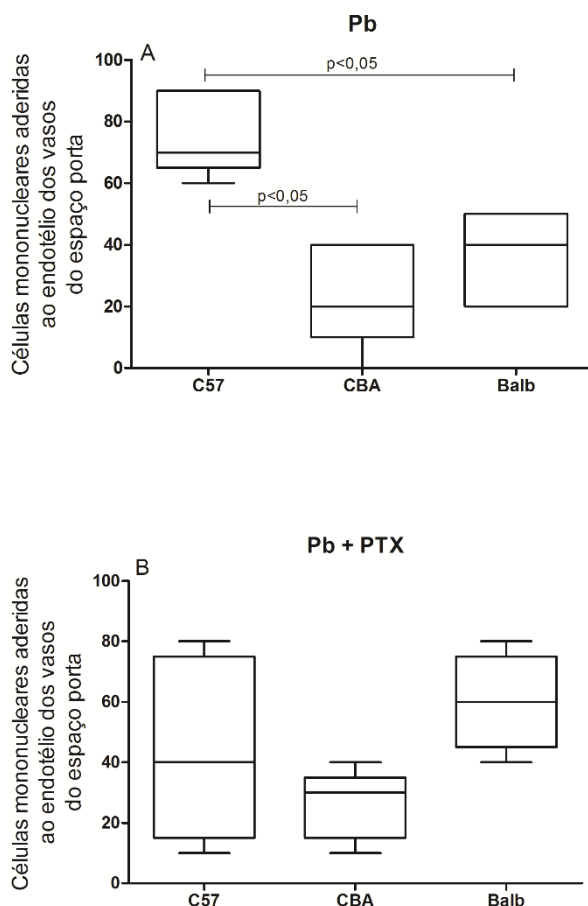 Pb
A
p<0,05
p<0,05
Células mononucleares aderidas
ao endotélio dos vasos
do espaço porta
100
80
60
40
20
0
C57
CBA
Balb
Pb + PTX
B
Células mononucleares aderidas
ao endotélio dos vasos
do espaço porta
100
80
60
40
20
0
C57
CBA
Balb